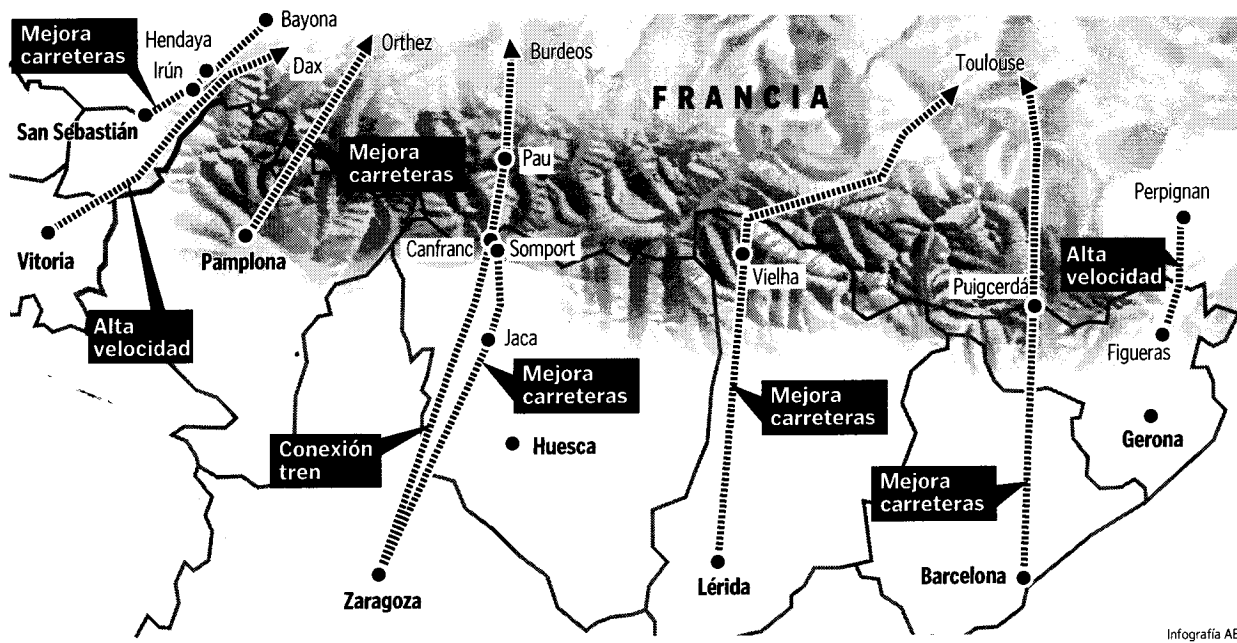 Bayona
Mejora
carreteras
Hendaya
Irún
Dax
Orthez
Burdeos
Toulouse
FRANCIA
San Sebastián
Mejora
carreteras
Pau
Perpignan
Vitoria
Pamplona
Canfranc
Somport
Vielha
Puigcerdá
Alta
velocidad
Alta
velocidad
Jaca
Figueras
Mejora
carreteras
Mejora
carreteras
Conexión
tren
Huesca
Gerona
Mejora
carreteras
Zaragoza
Lérida
Barcelona
Infografía AB